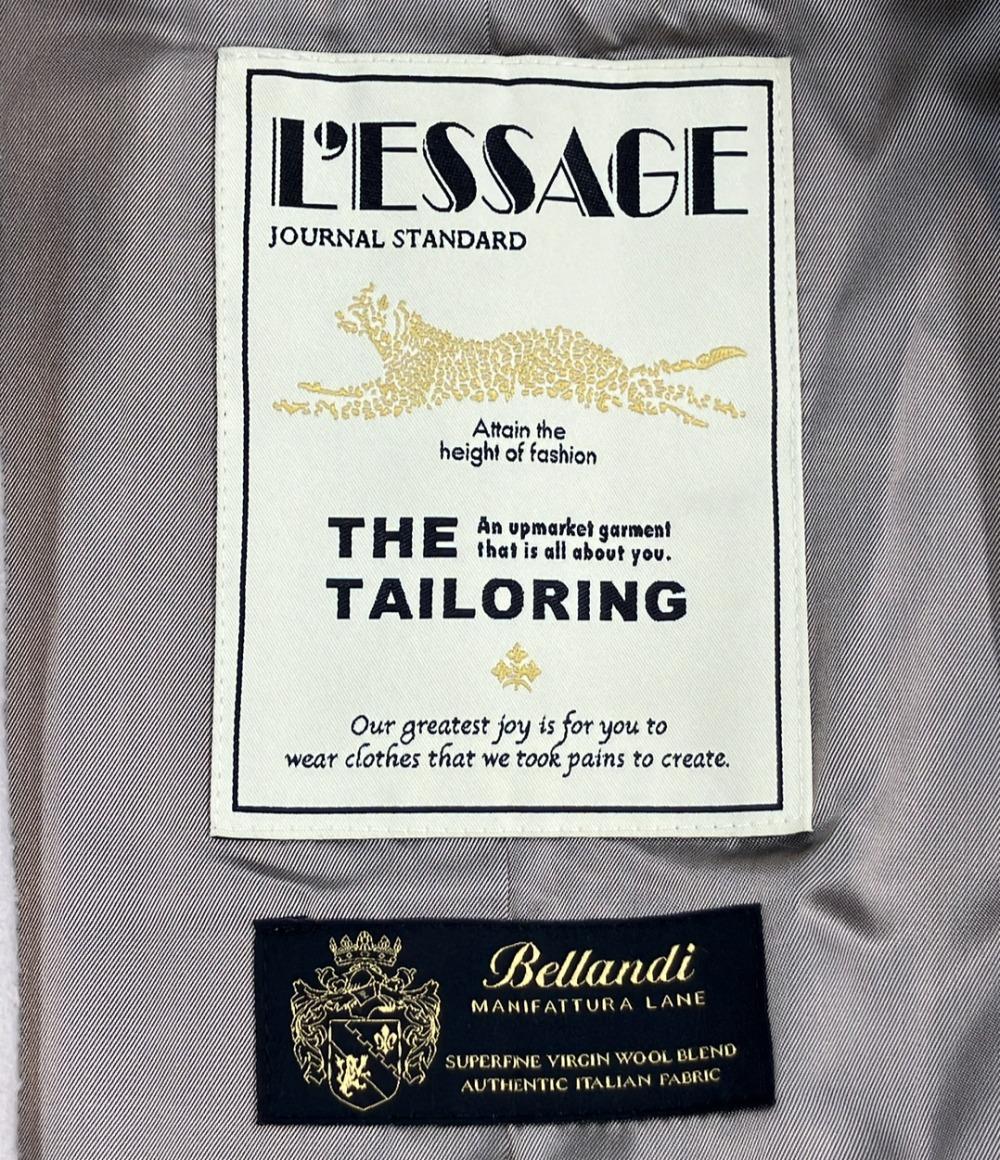 L'ESSAGE
JOURNAL STANDARD
Attain the
height of fashion
THE An upmarket garment
that is all about you.
TAILORING
Our greatest joy is for you to
wear clothes that we took pains to create.
Bellandi
MANIFATTURA LANE
SUPERFINE VIRGIN WOOL BLEND
AUTHENTIC ITALIAN FABRIC